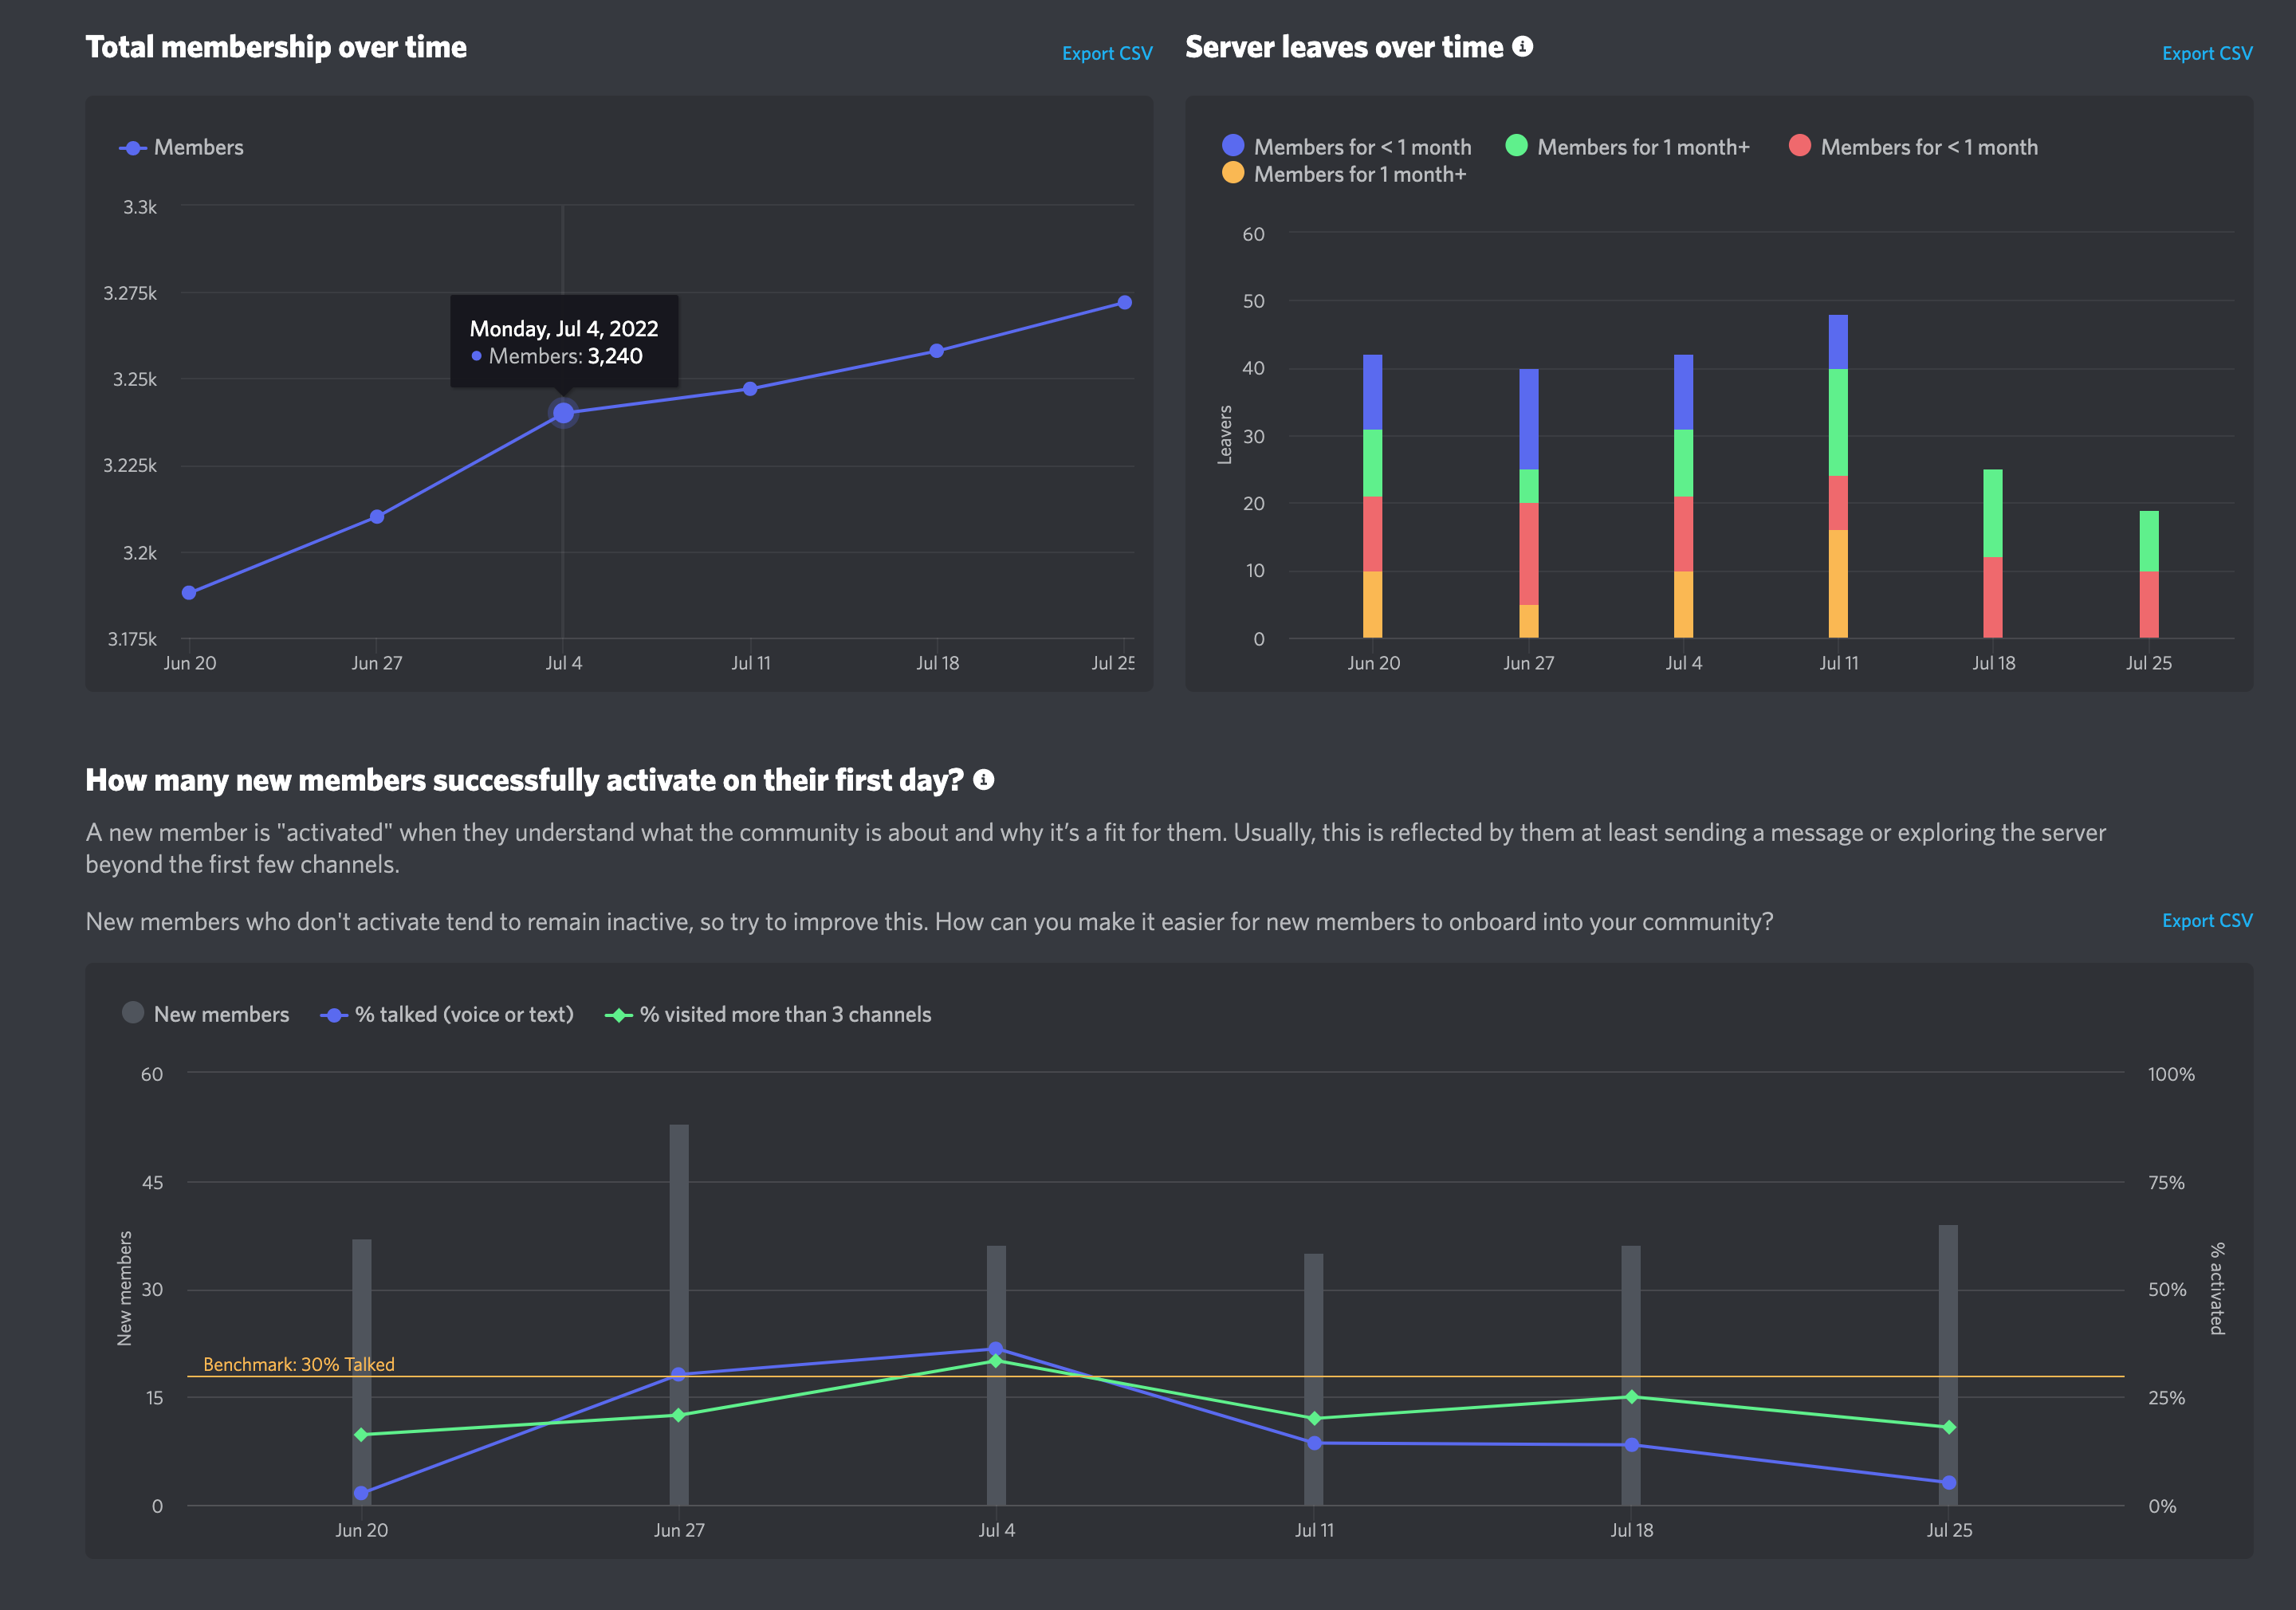 Total membership over time
Export CSV
Members
3.3k
3.275k
3.25k
3.225k
3.2k
3.175k
Monday, Jul 4, 2022
Members: 3,240
Jun 20
Jun 27
Jul 4
Jul 11
Jul 18
Jul 25
Server leaves over time
Export CSV
Members for < 1 month
Members for 1 month+
Members for < 1 month
Members for 1 month+
Leavers
60
50
40
30
20
10
0
Jun 20
Jun 27
Jul 4
Jul 11
Jul 18
Jul 25
How many new members successfully activate on their first day?
A new member is "activated" when they understand what the community is about and why it's a fit for them. Usually, this is reflected by them at least sending a message or exploring the server
beyond the first few channels.
New members who don't activate tend to remain inactive, so try to improve this. How can you make it easier for new members to onboard into your community?
Export CSV
New members
% talked (voice or text)
% visited more than 3 channels
New members
60
45
30
15
0
Benchmark: 30% Talked
100%
75%
50%
25%
0%
% activated
Jun 20
Jun 27
Jul 4
Jul 11
Jul 18
Jul 25